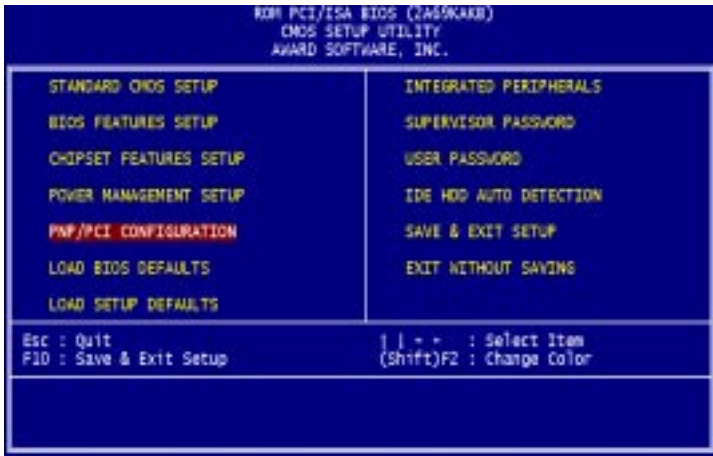 ROM PCI/ISA BIOS (2A69KAKB)
CMOS SETUP UTILITY
AWARD SOFTWARE, INC.
STANDARD CMOS SETUP
BIOS FEATURES SETUP
CHIPSET FEATURES SETUP
POWER MANAGEMENT SETUP
PNP/PCI CONFIGURATION
LOAD BIOS DEFAULTS
LOAD SETUP DEFAULTS
INTEGRATED PERIPHERALS
SUPERVISOR PASSWORD
USER PASSWORD
IDE HDD AUTO DETECTION
SAVE & EXIT SETUP
EXIT WITHOUT SAVING
Esc : Quit
F10 : Save & Exit Setup
: Select Item
(Shift)F2 : Change Color